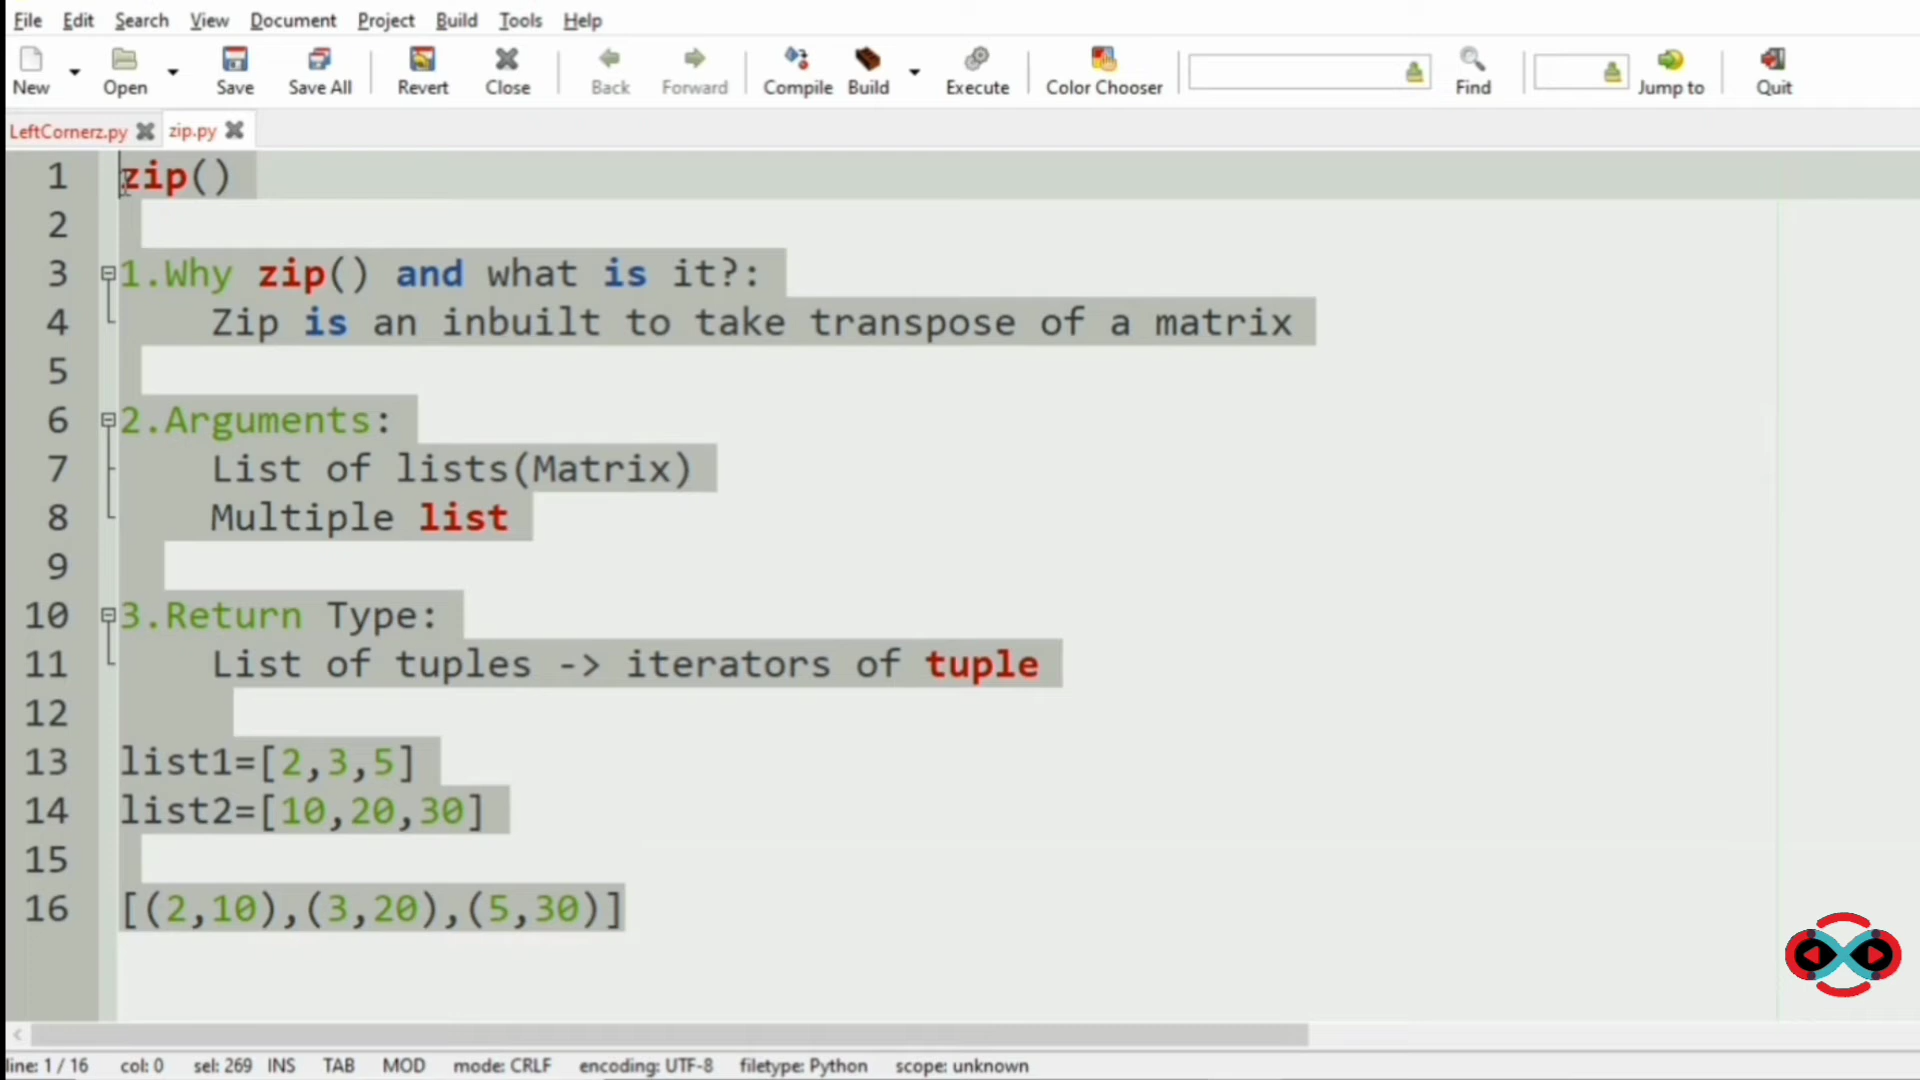 File Edit Search View Document Project Build Tools Help
New Open Save Save All Revert Close Back Forward Compile Build Execute Color Chooser Find Jump to Quit
LeftCornerz.py zip.py
1 zip()
2
3 1.Why zip() and what is it?:
4 Zip is an inbuilt to take transpose of a matrix
5
6 2.Arguments:
7 List of lists(Matrix)
8 Multiple list
9
10 3.Return Type:
11 List of tuples -> iterators of tuple
12
13 list1=[2,3,5]
14 list2=[10,20,30]
15
16 [(2,10),(3,20),(5,30)]
line: 1 / 16 col: 0 sel: 269 INS TAB MOD mode: CRLF encoding: UTF-8 filetype: Python scope: unknown